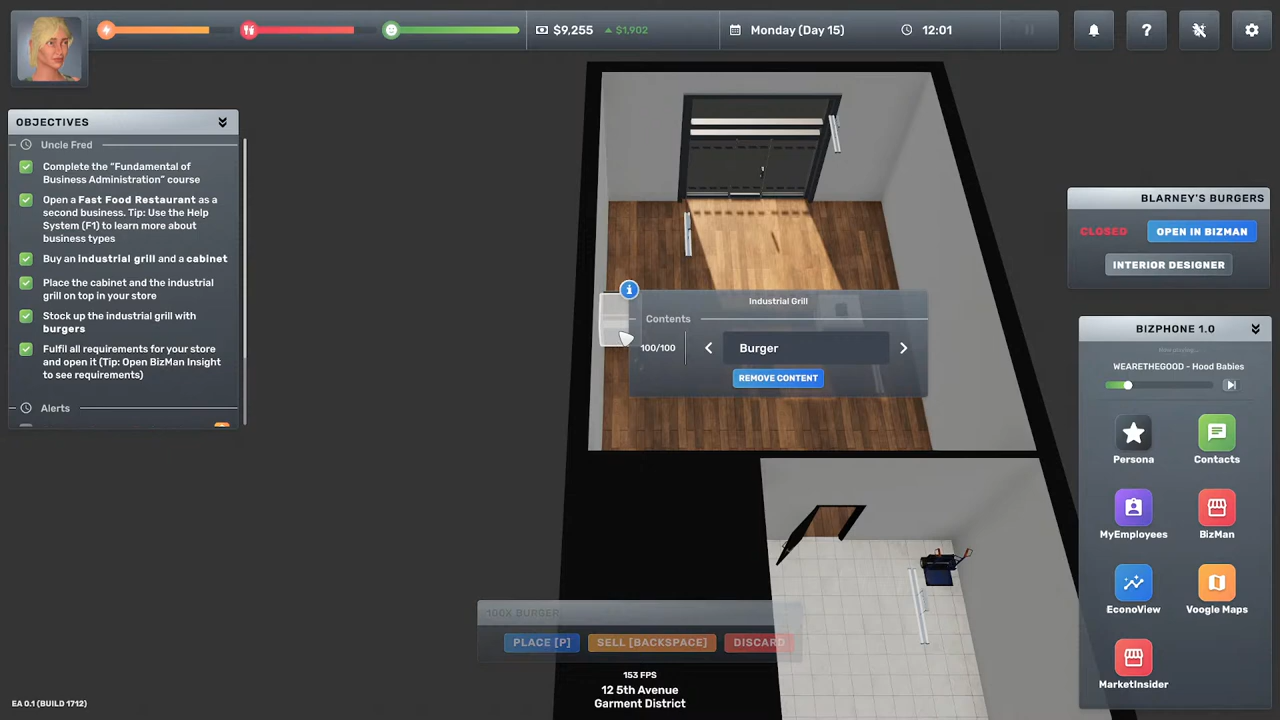 $9,255
$1,902
Monday (Day 15)
12:01
?
OBJECTIVES
Uncle Fred
Complete the "Fundamental of
Business Administration" course
Open a Fast Food Restaurant as a
second business. Tip: Use the Help
System (F1) to learn more about
business types
Buy an industrial grill and a cabinet
Place the cabinet and the industrial
grill on top in your store
Stock up the industrial grill with
burgers
Fulfil all requirements for your
store and open it (Tip: Open BizMan
Insight to see requirements)
Alerts
BLARNEY'S BURGERS
CLOSED
OPEN IN BIZMAN
INTERIOR DESIGNER
Industrial Grill
Contents
100/100
Burger
REMOVE CONTENT
BIZPHONE 1.0
Now playing...
WEARETHEGOOD - Hood Babies
Persona
Contacts
MyEmployees
BizMan
EconoView
Voogle Maps
MarketInsider
100X BURGER
PLACE [P]
SELL [BACKSPACE]
DISCARD
153 FPS
12 5th Avenue
Garment District
EA 0.1 (BUILD 1712)